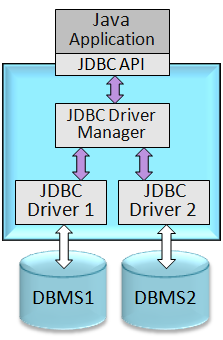 Java
Application
JDBC API
JDBC Driver
Manager
JDBC
Driver 1
JDBC
Driver 2
DBMS1
DBMS2